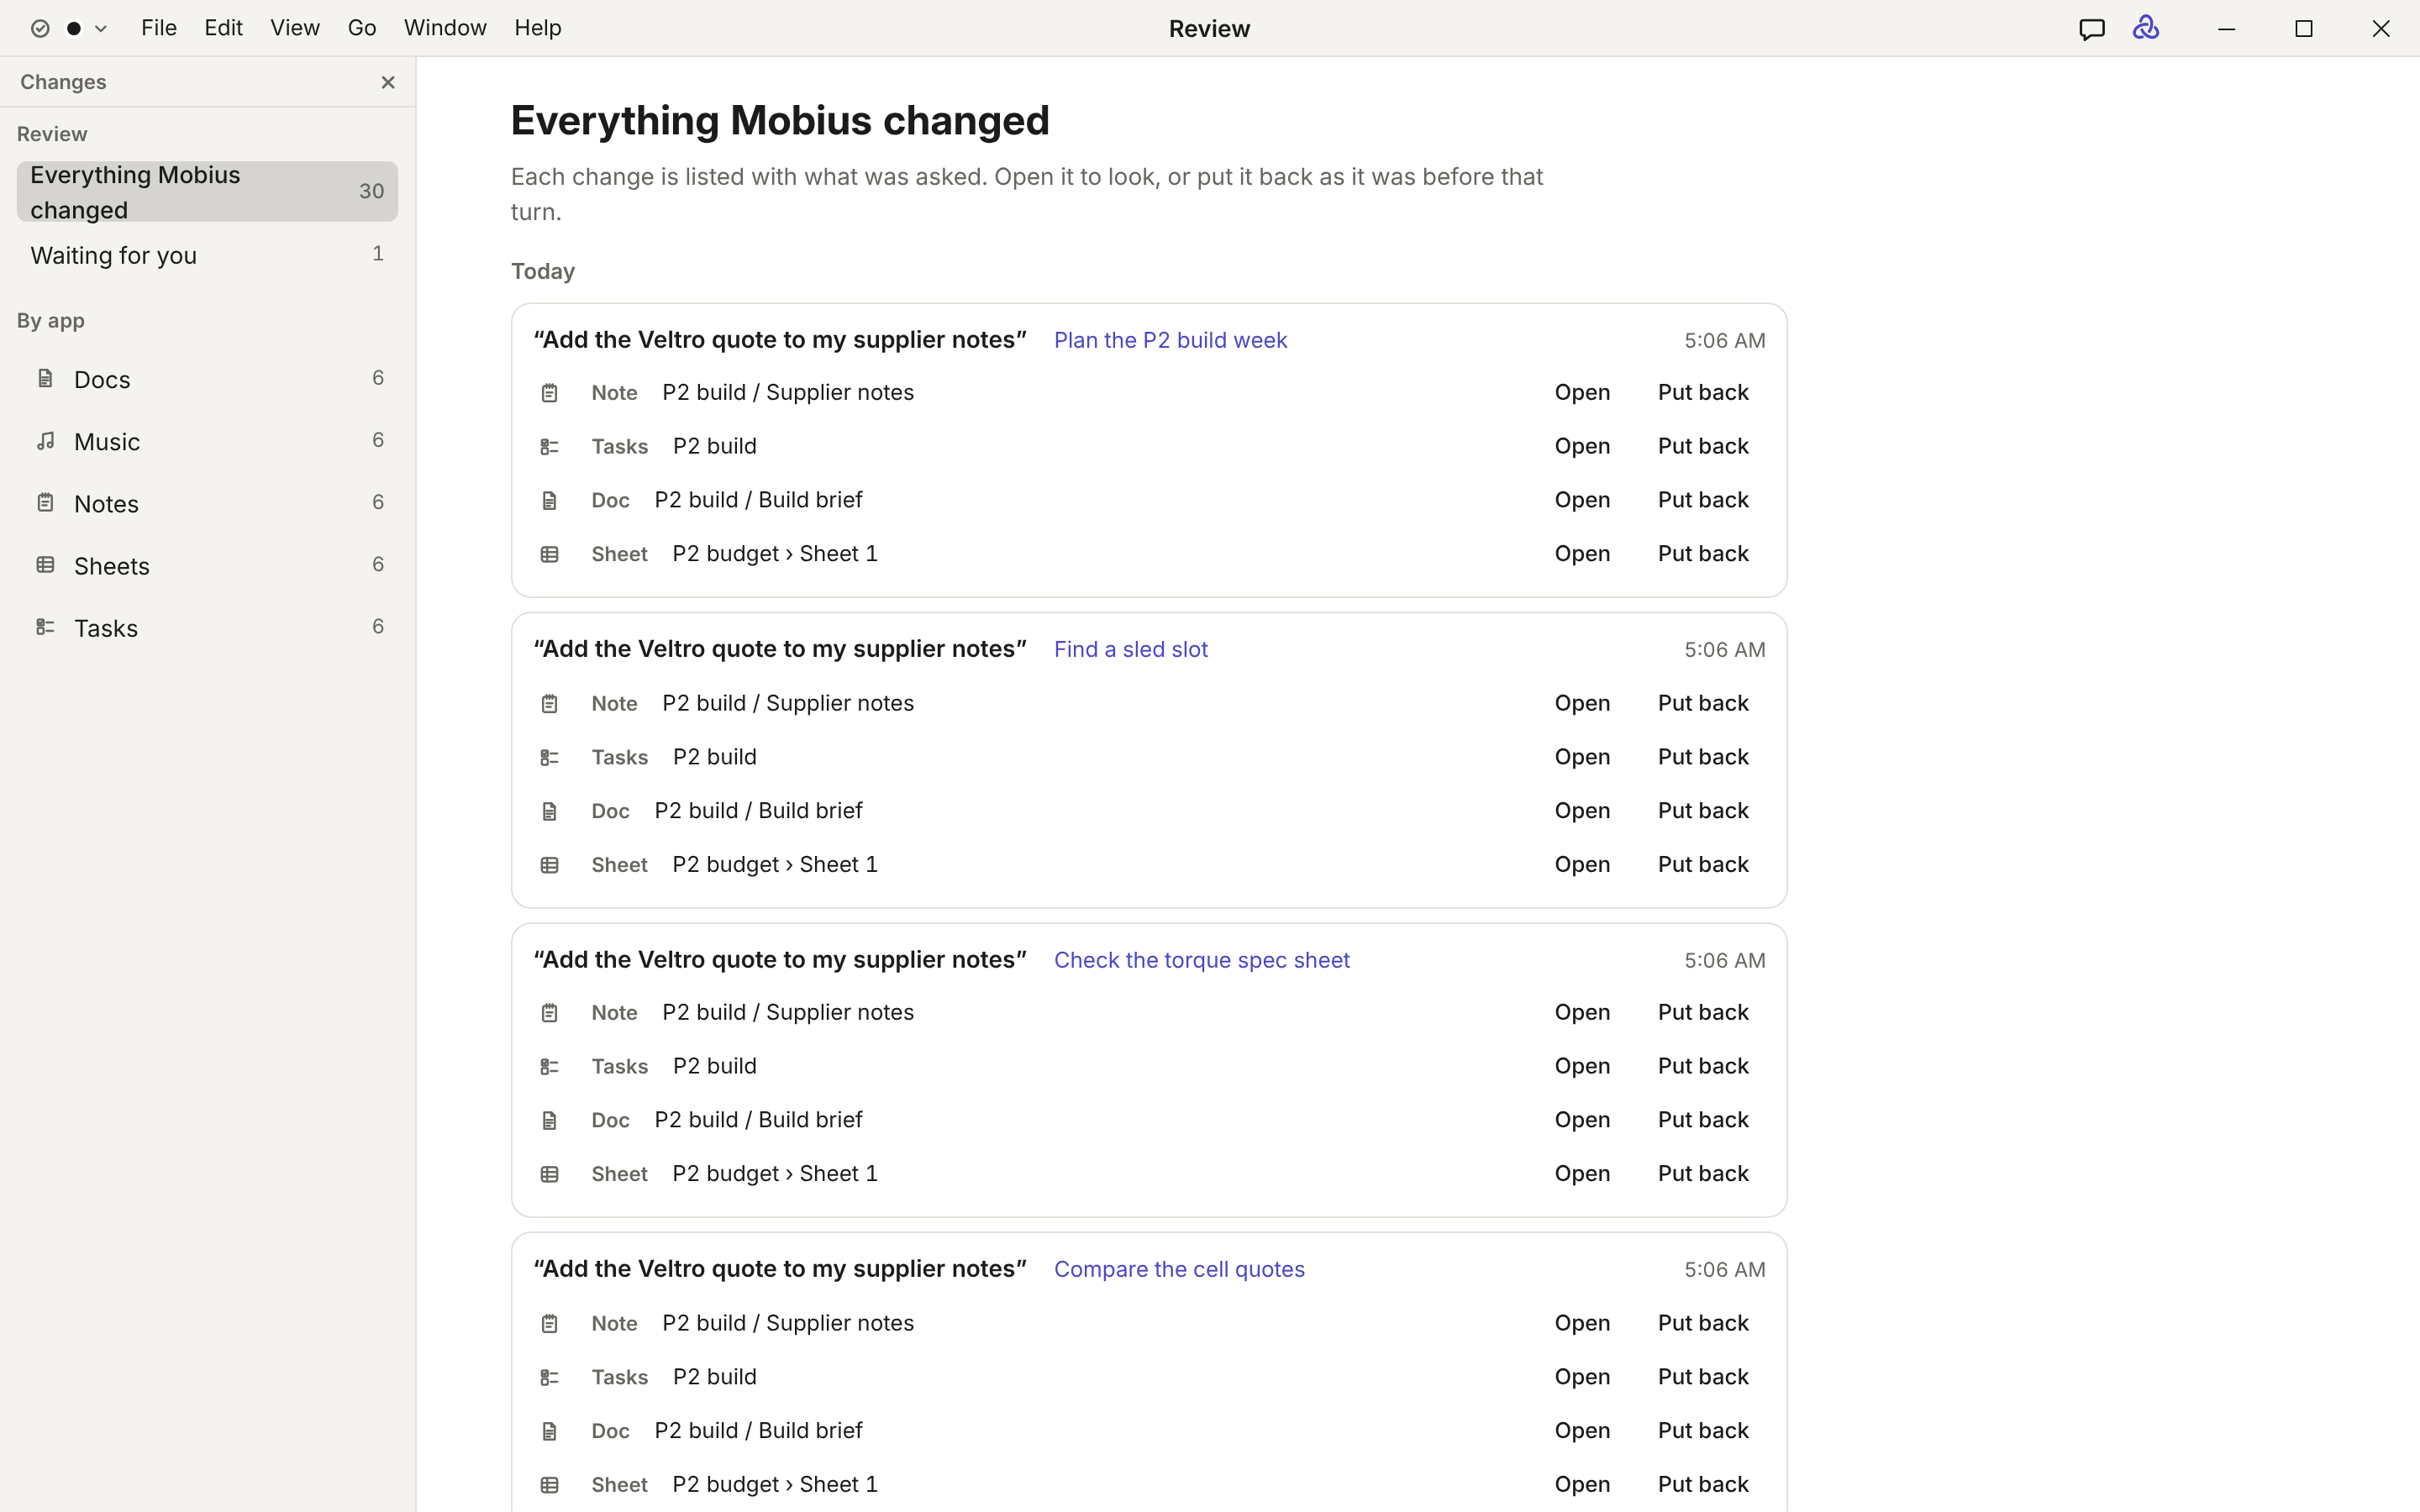 File Edit View Go Window Help
Review
Changes
Review
Everything Mobius
changed
30
Waiting for you 1
By app
Docs 6
Music 6
Notes 6
Sheets 6
Tasks 6
Everything Mobius changed
Each change is listed with what was asked. Open it to look, or put it back as it was before that
turn.
Today
“Add the Veltro quote to my supplier notes” Plan the P2 build week 5:06 AM
Note P2 build / Supplier notes Open Put back
Tasks P2 build Open Put back
Doc P2 build / Build brief Open Put back
Sheet P2 budget › Sheet 1 Open Put back
“Add the Veltro quote to my supplier notes” Find a sled slot 5:06 AM
Note P2 build / Supplier notes Open Put back
Tasks P2 build Open Put back
Doc P2 build / Build brief Open Put back
Sheet P2 budget › Sheet 1 Open Put back
“Add the Veltro quote to my supplier notes” Check the torque spec sheet 5:06 AM
Note P2 build / Supplier notes Open Put back
Tasks P2 build Open Put back
Doc P2 build / Build brief Open Put back
Sheet P2 budget › Sheet 1 Open Put back
“Add the Veltro quote to my supplier notes” Compare the cell quotes 5:06 AM
Note P2 build / Supplier notes Open Put back
Tasks P2 build Open Put back
Doc P2 build / Build brief Open Put back
Sheet P2 budget › Sheet 1 Open Put back